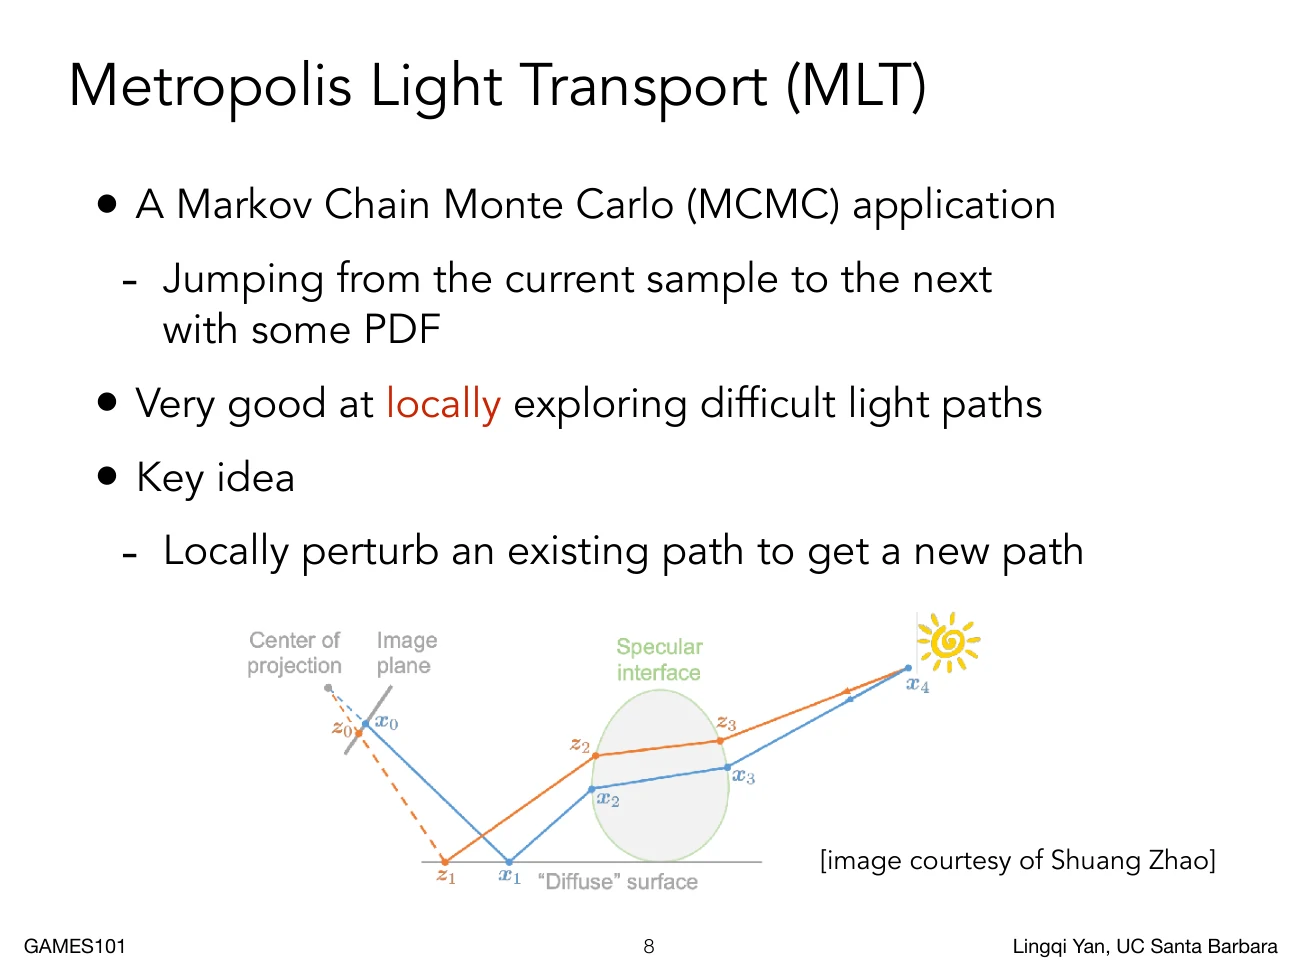 Metropolis Light Transport (MLT)
• A Markov Chain Monte Carlo (MCMC) application
- Jumping from the current sample to the next
with some PDF
• Very good at locally exploring difficult light paths
• Key idea
- Locally perturb an existing path to get a new path
Center of
projection
Image
plane
Specular
interface
z0
x0
z1
x1
z2
x2
z3
x3
x4
"Diffuse" surface
[image courtesy of Shuang Zhao]
GAMES101
8
Lingqi Yan, UC Santa Barbara